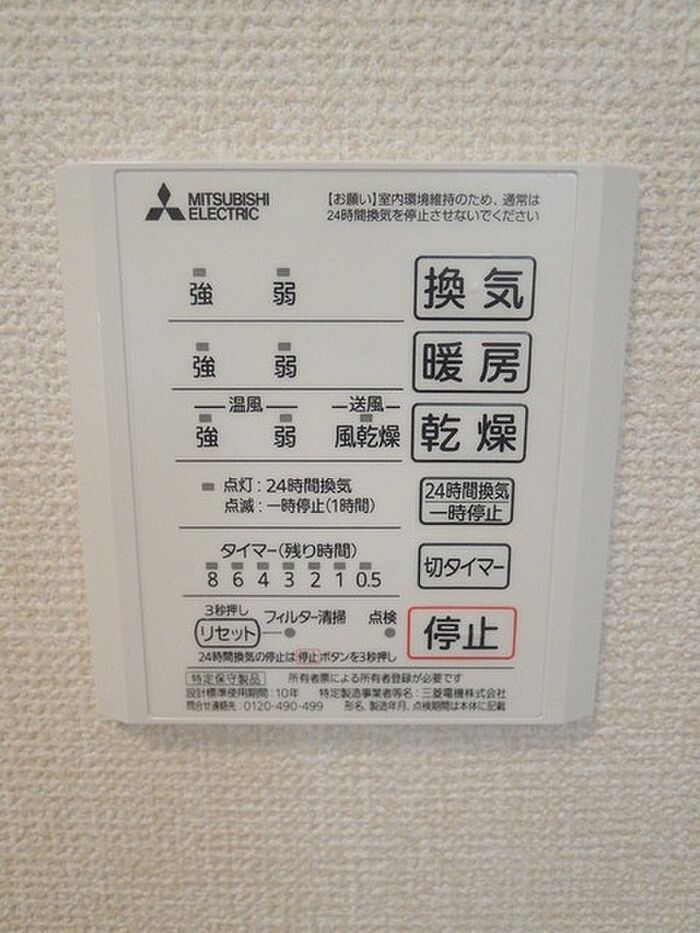 MITSUBISHI
ELECTRIC
【お願い】室内環境維持のため、通常は
24時間換気を停止させないでください
強 弱 換気
強 弱 暖房
温風 送風
強 弱 風乾燥 乾燥
点灯:24時間換気
点滅:一時停止(1時間)
24時間換気
一時停止
タイマー(残り時間)
8 6 4 3 2 1 0.5
切タイマー
3秒押し
リセット フィルター清掃 点検
停止
24時間換気の停止は 停止 ボタンを3秒押し
特定保守製品 所有者票による所有者登録が必要です
設計標準使用期間:10年 特定製造事業者等名:三菱電機株式会社
問合せ連絡先:0120-490-499 形名、製造年月、点検期間は本体に記載